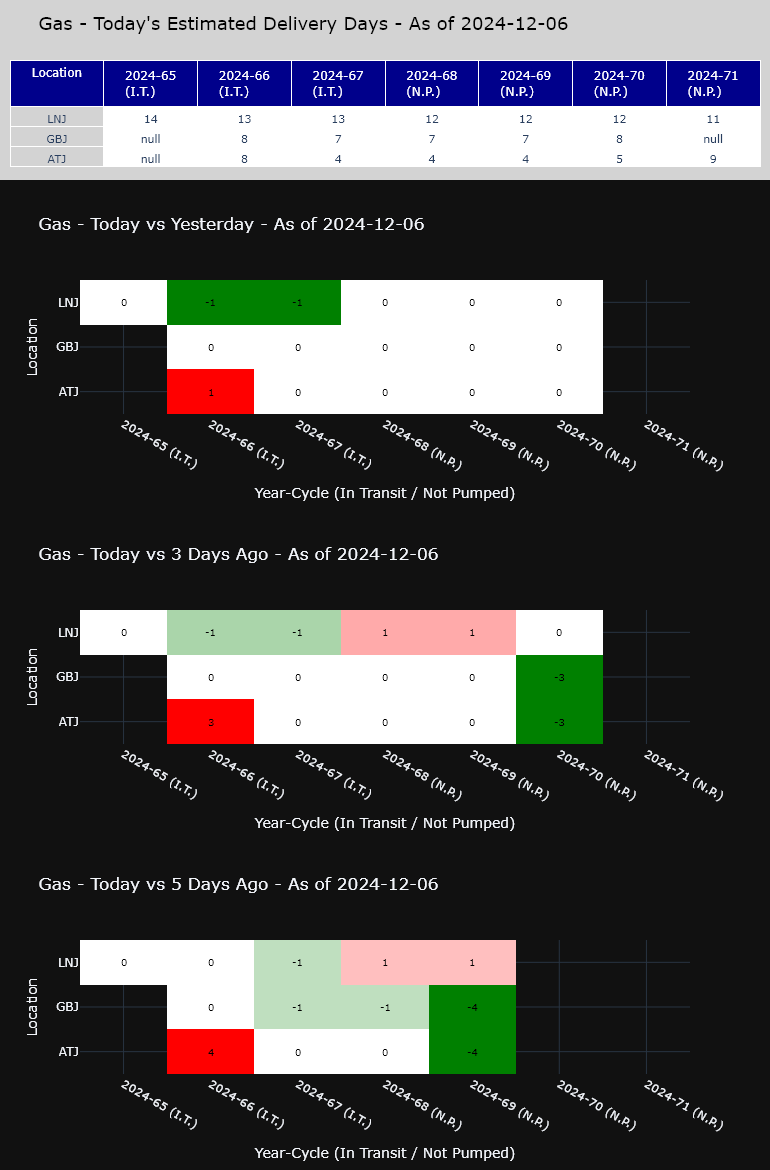 Gas - Today's Estimated Delivery Days - As of 2024-12-06
Location 2024-65 (I.T.) 2024-66 (I.T.) 2024-67 (I.T.) 2024-68 (N.P.) 2024-69 (N.P.) 2024-70 (N.P.) 2024-71 (N.P.)
LNJ 14 13 13 12 12 12 11
GBJ null 8 7 7 7 8 null
ATJ null 8 4 4 4 5 9
Gas - Today vs Yesterday - As of 2024-12-06
Location
LNJ 0 -1 -1 0 0 0
GBJ 0 0 0 0 0
ATJ 1 0 0 0 0
2024-65 (I.T.) 2024-66 (I.T.) 2024-67 (I.T.) 2024-68 (N.P.) 2024-69 (N.P.) 2024-70 (N.P.) 2024-71 (N.P.)
Year-Cycle (In Transit / Not Pumped)
Gas - Today vs 3 Days Ago - As of 2024-12-06
Location
LNJ 0 -1 -1 1 1 0
GBJ 0 0 0 0 -3
ATJ 3 0 0 0 -3
2024-65 (I.T.) 2024-66 (I.T.) 2024-67 (I.T.) 2024-68 (N.P.) 2024-69 (N.P.) 2024-70 (N.P.) 2024-71 (N.P.)
Year-Cycle (In Transit / Not Pumped)
Gas - Today vs 5 Days Ago - As of 2024-12-06
Location
LNJ 0 0 -1 1 1
GBJ 0 -1 -1 -4
ATJ 4 0 0 -4
2024-65 (I.T.) 2024-66 (I.T.) 2024-67 (I.T.) 2024-68 (N.P.) 2024-69 (N.P.) 2024-70 (N.P.) 2024-71 (N.P.)
Year-Cycle (In Transit / Not Pumped)